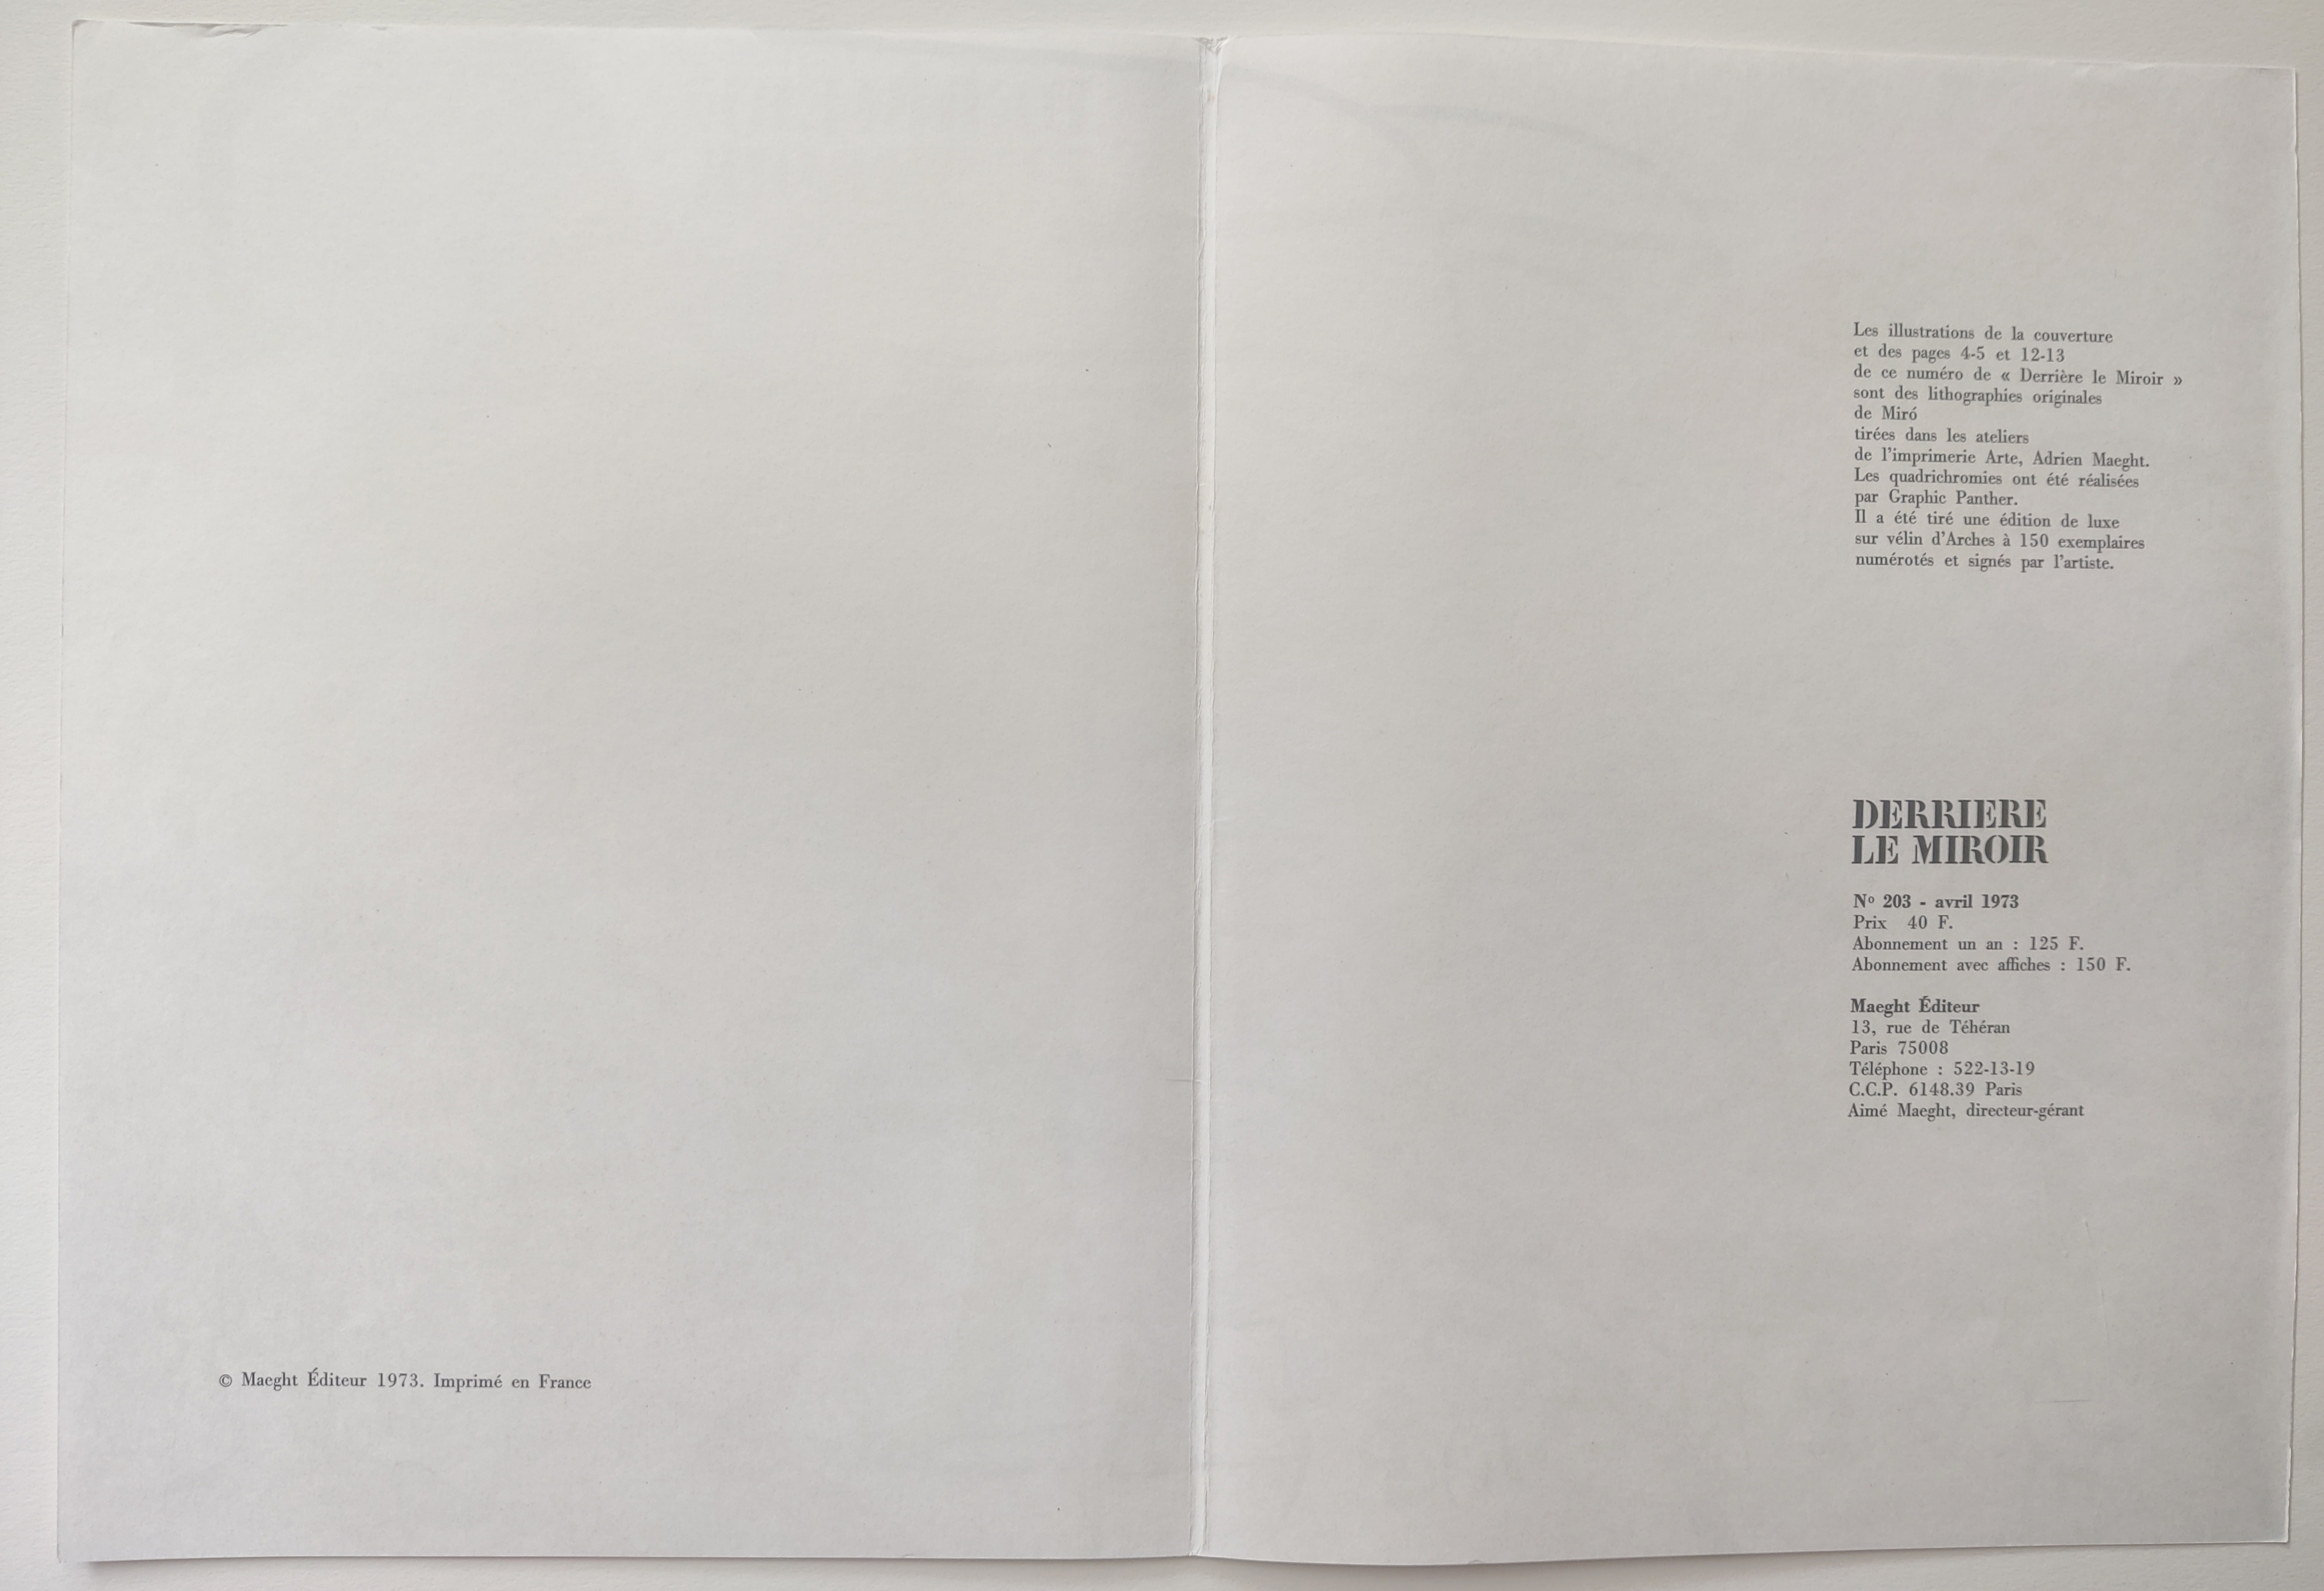 © Maeght Éditeur 1973. Imprimé en France
Les illustrations de la couverture
et des pages 4-5 et 12-13
de ce numéro de « Derrière le Miroir »
sont des lithographies originales
de Miró
tirées dans les ateliers
de l'imprimerie Arte, Adrien Maeght.
Les quadrichromies ont été réalisées
par Graphic Panther.
Il a été tiré une édition de luxe
sur vélin d'Arches à 150 exemplaires
numérotés et signés par l'artiste.
DERRIERE
LE MIROIR
Nº 203 - avril 1973
Prix 40 F.
Abonnement un an : 125 F.
Abonnement avec affiches : 150 F.
Maeght Éditeur
13, rue de Téhéran
Paris 75008
Téléphone : 522-13-19
C.C.P. 6148.39 Paris
Aimé Maeght, directeur-gérant